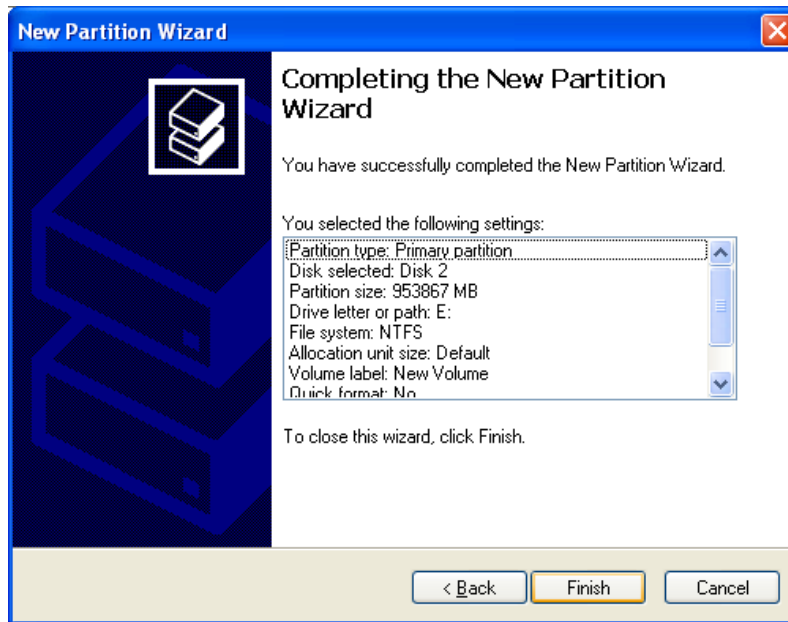 New Partition Wizard
Completing the New Partition
Wizard
You have successfully completed the New Partition Wizard.
You selected the following settings:
Partition type: Primary partition
Disk selected: Disk 2
Partition size: 953867 MB
Drive letter or path: E:
File system: NTFS
Allocation unit size: Default
Volume label: New Volume
Quick format: No
To close this wizard, click Finish.
< Back Finish Cancel